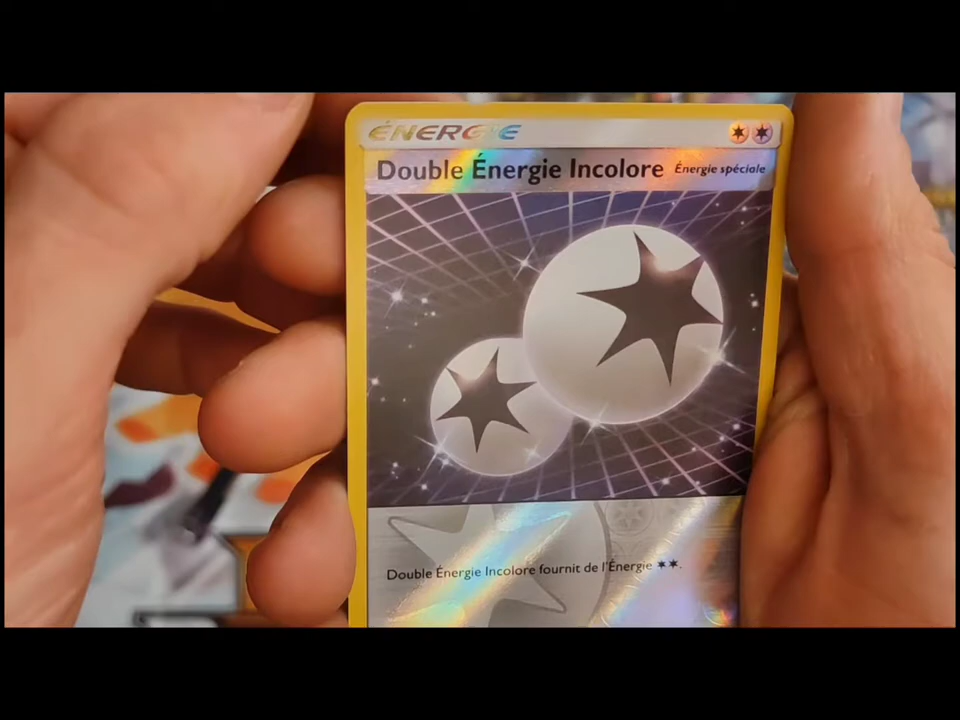 ÉNERGIE
Double Énergie Incolore Énergie spéciale
Double Énergie Incolore fournit de l'Énergie ✶✶.